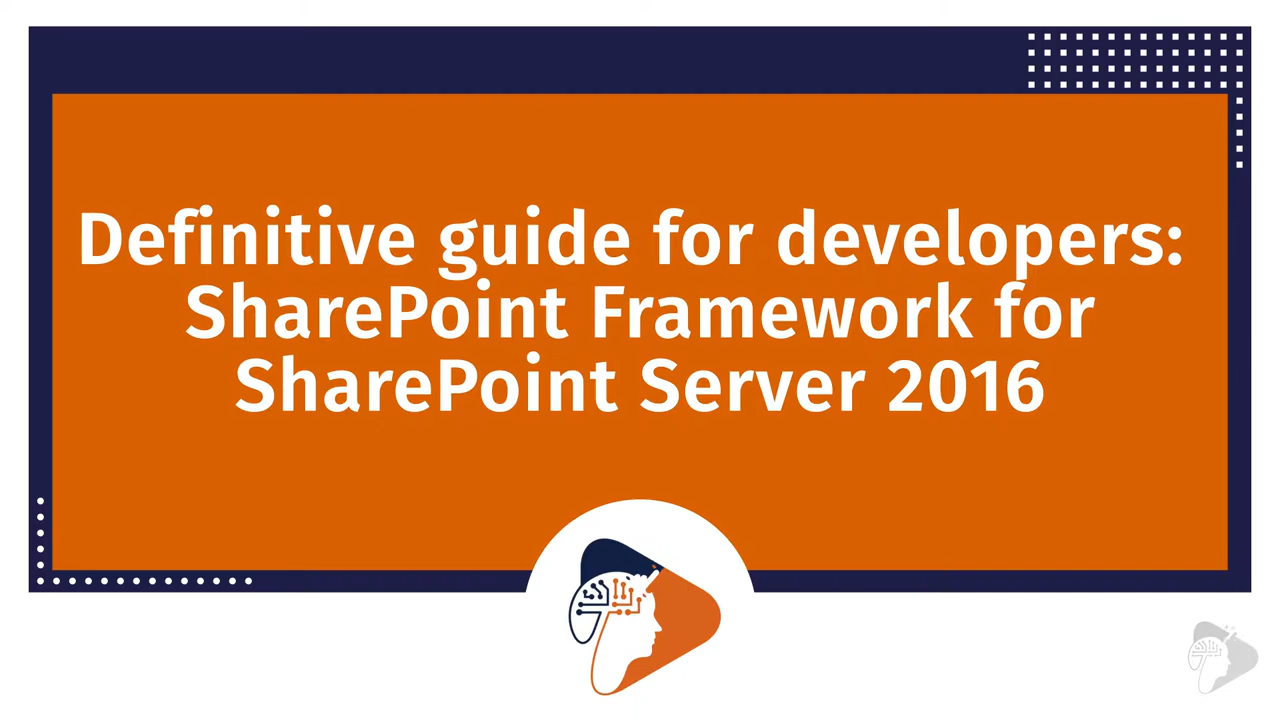 Definitive guide for developers:
SharePoint Framework for
SharePoint Server 2016